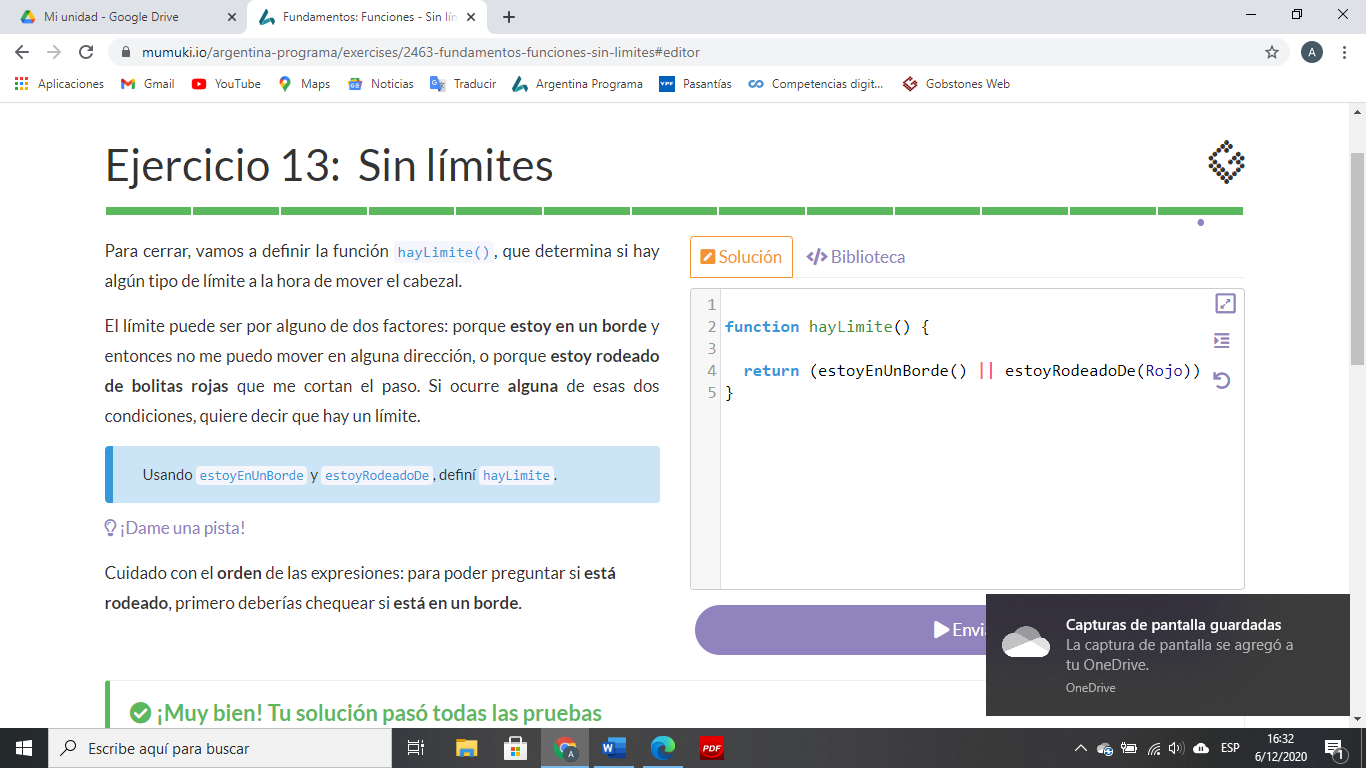 Mi unidad - Google Drive
Fundamentos: Funciones - Sin lín
mumuki.io/argentina-programa/exercises/2463-fundamentos-funciones-sin-limites#editor
A
Aplicaciones
Gmail
YouTube
Maps
Noticias
Traducir
Argentina Programa
YPF
Pasantías
Competencias digit...
Gobstones Web
Ejercicio 13: Sin límites
Para cerrar, vamos a definir la función hayLimite(), que determina si hay
algún tipo de límite a la hora de mover el cabezal.
El límite puede ser por alguno de dos factores: porque estoy en un borde y
entonces no me puedo mover en alguna dirección, o porque estoy rodeado
de bolitas rojas que me cortan el paso. Si ocurre alguna de esas dos
condiciones, quiere decir que hay un límite.
Usando estoyEnUnBorde y estoyRodeadoDe, definí hayLimite.
¡Dame una pista!
Cuidado con el orden de las expresiones: para poder preguntar si está
rodeado, primero deberías chequear si está en un borde.
Solución
</> Biblioteca
1
2 function hayLimite() {
3
4 return (estoyEnUnBorde() || estoyRodeadoDe(Rojo))
5 }
Envia
¡Muy bien! Tu solución pasó todas las pruebas
Capturas de pantalla guardadas
La captura de pantalla se agregó a
tu OneDrive.
OneDrive
Escribe aquí para buscar
W
A
PDF
ESP
16:32
6/12/2020
1